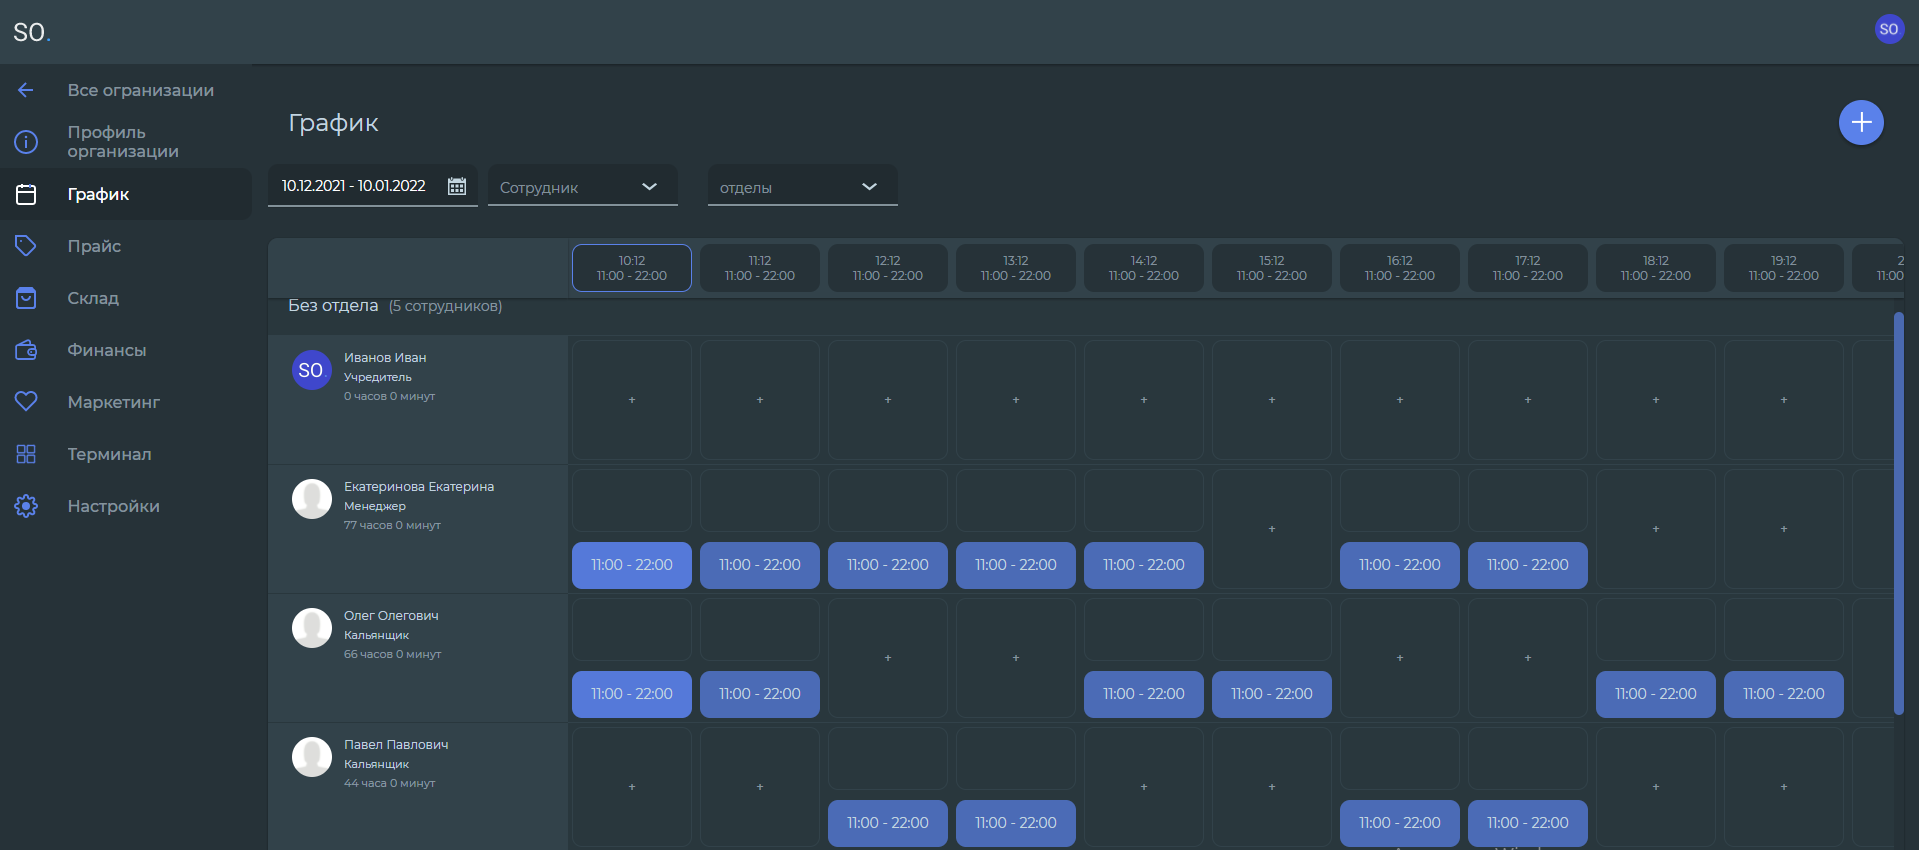 SO.
SO
Все огранизации
Профиль
организации
График
Прайс
Склад
Финансы
Маркетинг
Терминал
Настройки
График
10.12.2021 - 10.01.2022
Сотрудник
отделы
10:12 11:12 12:12 13:12 14:12 15:12 16:12 17:12 18:12 19:12 2
11:00 - 22:00 11:00 - 22:00 11:00 - 22:00 11:00 - 22:00 11:00 - 22:00 11:00 - 22:00 11:00 - 22:00 11:00 - 22:00 11:00 - 22:00 11:00 - 22:00 11:00
Без отдела (5 сотрудников)
SO.
Иванов Иван
Учредитель
0 часов 0 минут
+ + + + + + + + + +
Екатеринова Екатерина
Менеджер
77 часов 0 минут
+ + +
11:00 - 22:00 11:00 - 22:00 11:00 - 22:00 11:00 - 22:00 11:00 - 22:00 11:00 - 22:00 11:00 - 22:00
Олег Олегович
Кальянщик
66 часов 0 минут
+ + + +
11:00 - 22:00 11:00 - 22:00 11:00 - 22:00 11:00 - 22:00 11:00 - 22:00 11:00 - 22:00
Павел Павлович
Кальянщик
44 часа 0 минут
+ + + + + +
11:00 - 22:00 11:00 - 22:00 11:00 - 22:00 11:00 - 22:00